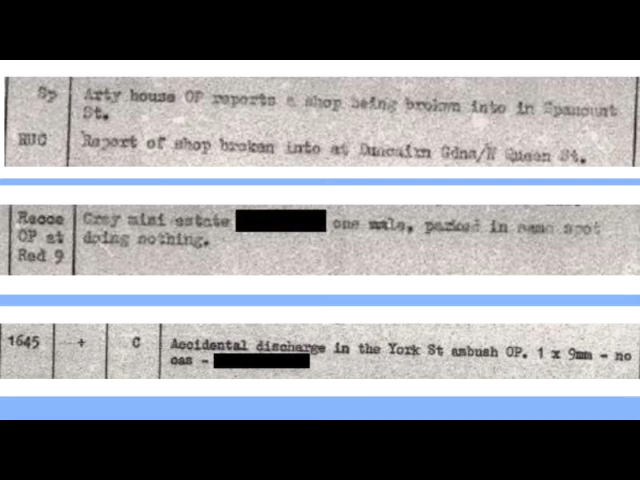 Sp Arty house OP reports a shop being broken into in Spamount
St.
RUC Report of shop broken into at Duncairn Gdns/N Queen St.
Recce Grey mini estate one male, parked in same spot
OP at doing nothing.
Red 9
1645 + C Accidental discharge in the York St ambush OP. 1 x 9mm - no
cas -